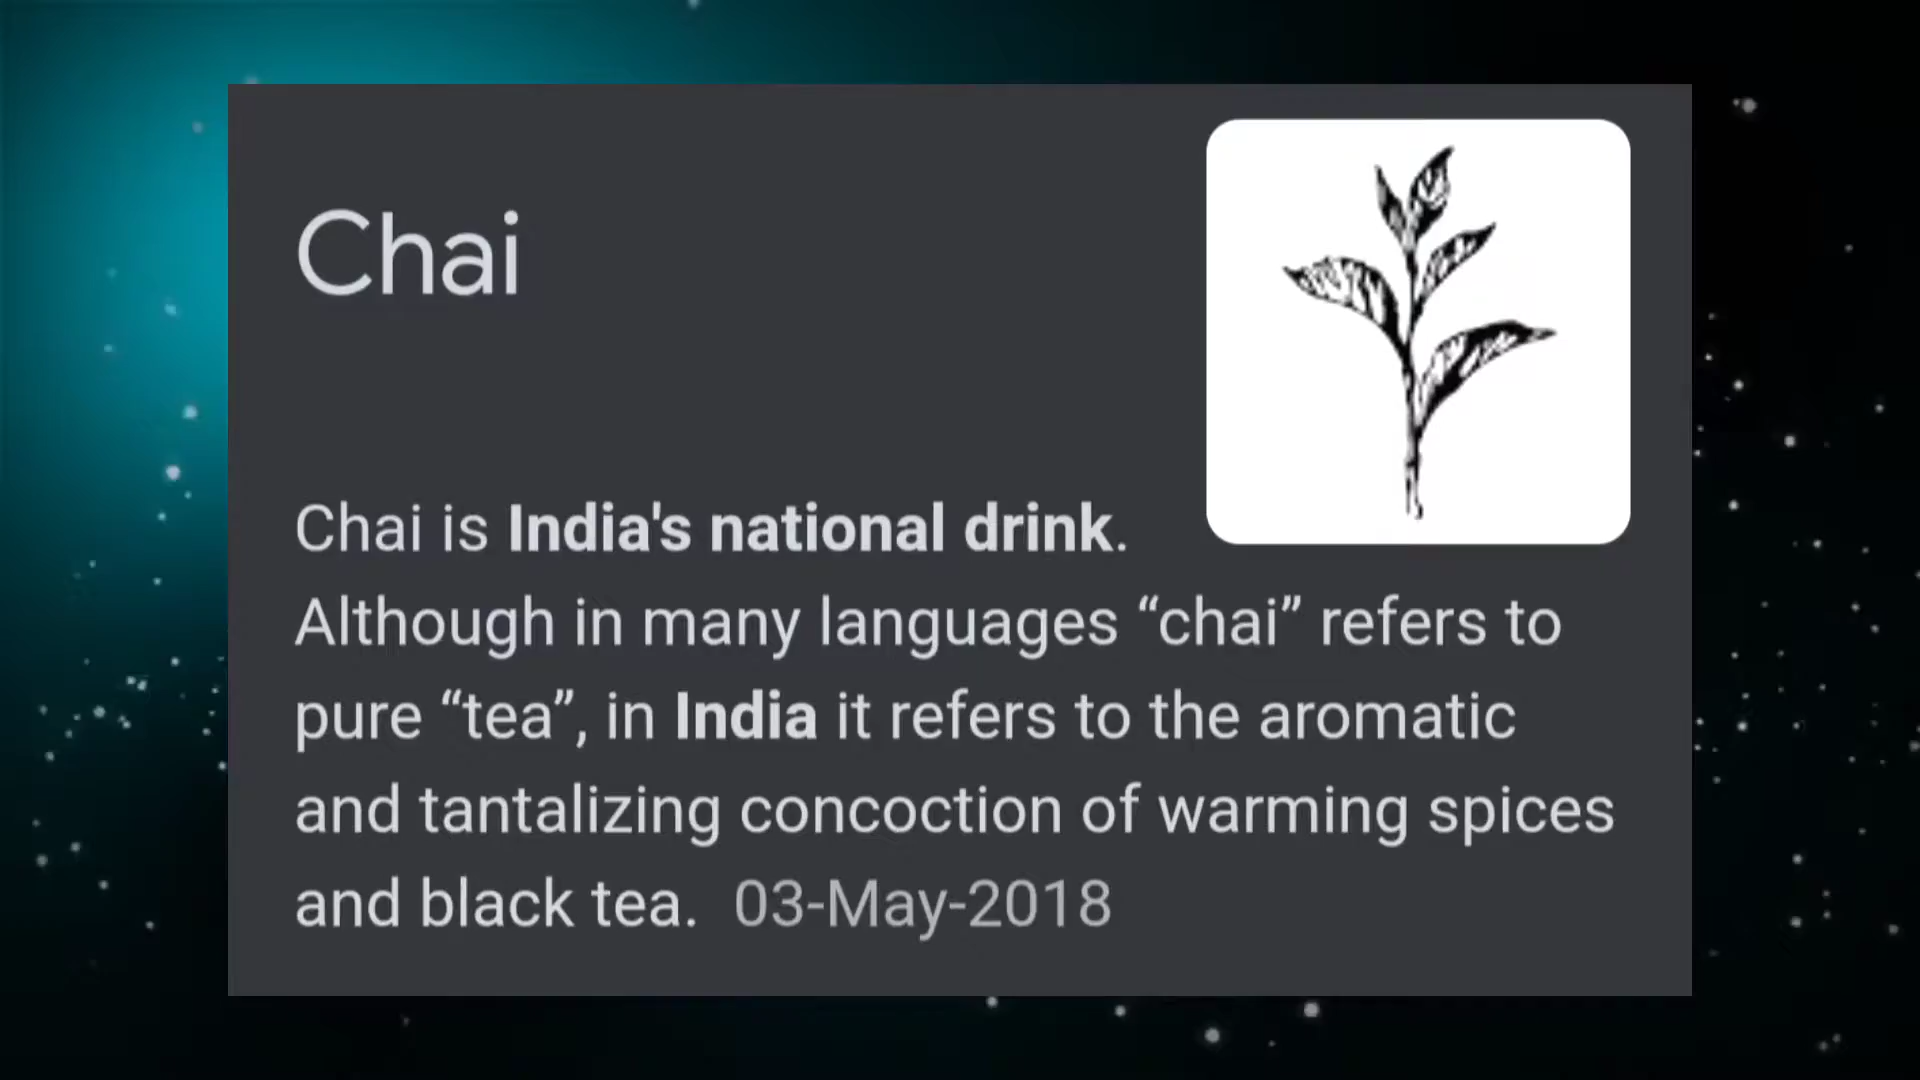 Chai
Chai is India's national drink.
Although in many languages “chai” refers to
pure “tea”, in India it refers to the aromatic
and tantalizing concoction of warming spices
and black tea. 03-May-2018